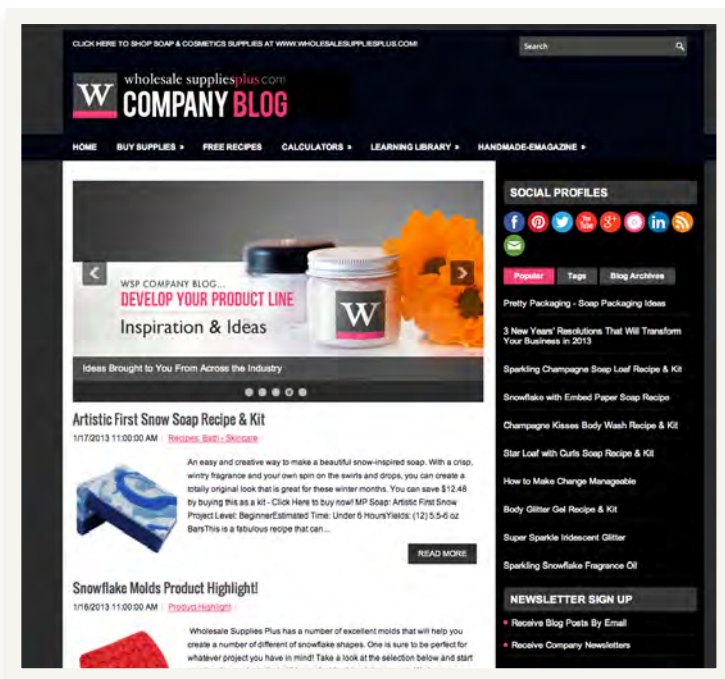 CLICK HERE TO SHOP SOAP & COSMETICS SUPPLIES AT WWW.WHOLESALESUPPLIESPLUS.COM!
Search
W
wholesale suppliesplus.com
COMPANY BLOG
HOME
BUY SUPPLIES »
FREE RECIPES
CALCULATORS »
LEARNING LIBRARY »
HANDMADE-EMAGAZINE »
WSP COMPANY BLOG...
DEVELOP YOUR PRODUCT LINE
Inspiration & Ideas
W
Ideas Brought to You From Across the Industry
Artistic First Snow Soap Recipe & Kit
1/17/2013 11:00:00 AM | Recipes: Bath - Skincare
An easy and creative way to make a beautiful snow-inspired soap. With a crisp,
wintry fragrance and your own spin on the swirls and drops, you can create a
totally original look that is great for these winter months. You can save $12.48
by buying this as a kit - Click Here to buy now! MP Soap: Artistic First Snow
Project Level: BeginnerEstimated Time: Under 6 HoursYields: (12) 5.5-6 oz
BarsThis is a fabulous recipe that can...
READ MORE
Snowflake Molds Product Highlight!
1/16/2013 11:00:00 AM | Product Highlight
Wholesale Supplies Plus has a number of excellent molds that will help you
create a number of different of snowflake shapes. One is sure to be perfect for
whatever project you have in mind! Take a look at the selection below and start
SOCIAL PROFILES
f
You Tube
g+
in
Popular
Tags
Blog Archives
Pretty Packaging - Soap Packaging Ideas
3 New Years' Resolutions That Will Transform
Your Business in 2013
Sparkling Champagne Soap Loaf Recipe & Kit
Snowflake with Embed Paper Soap Recipe
Champagne Kisses Body Wash Recipe & Kit
Star Loaf with Curls Soap Recipe & Kit
How to Make Change Manageable
Body Glitter Gel Recipe & Kit
Super Sparkle Iridescent Glitter
Sparkling Snowflake Fragrance Oil
NEWSLETTER SIGN UP
Receive Blog Posts By Email
Receive Company Newsletters